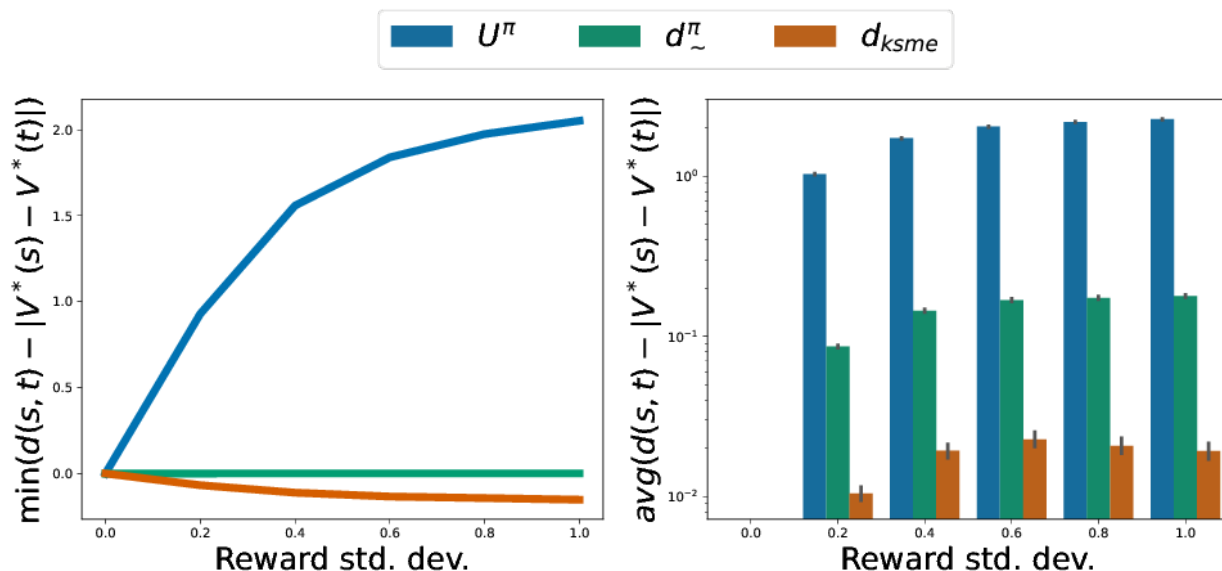 U^π d_~^π d_ksme
min(d(s, t) − |V*(s) − V*(t)|)
2.0
1.5
1.0
0.5
0.0
0.0 0.2 0.4 0.6 0.8 1.0
Reward std. dev.
avg(d(s, t) − |V*(s) − V*(t)|)
10^0
10^−1
10^−2
0.0 0.2 0.4 0.6 0.8 1.0
Reward std. dev.